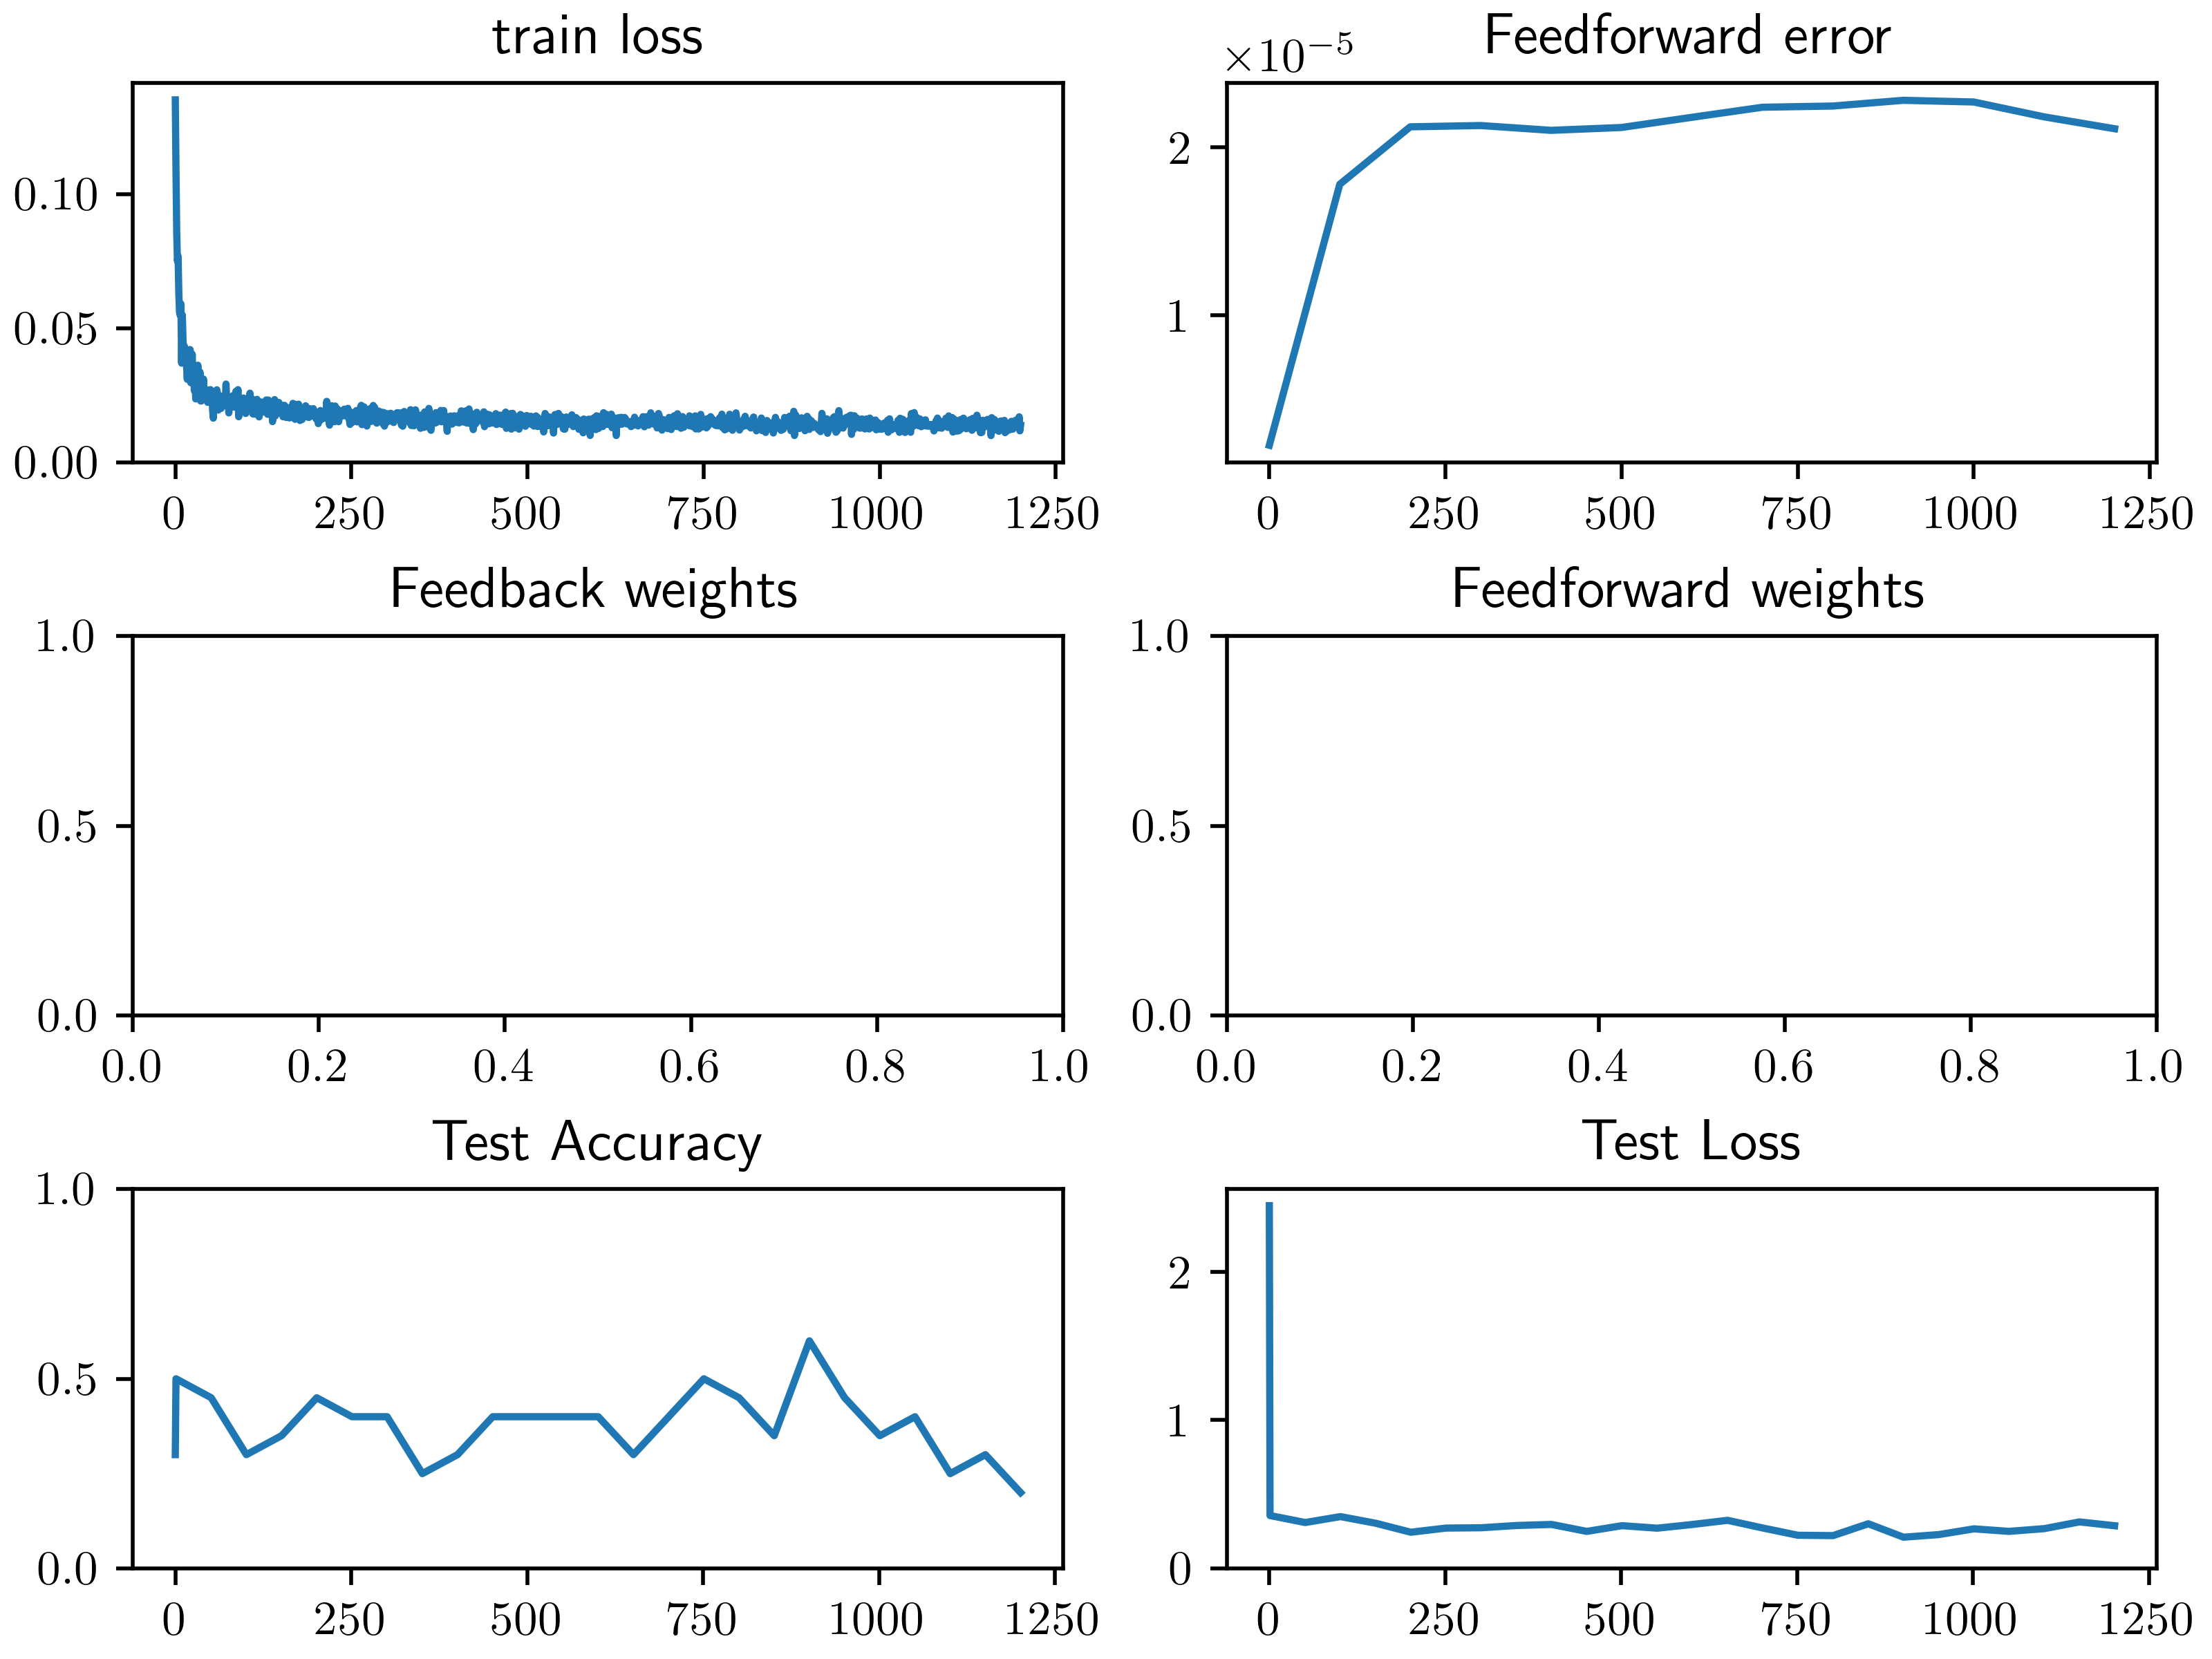 train loss
0.10
0.05
0.00
0 250 500 750 1000 1250
Feedforward error
×10⁻⁵
2
1
0 250 500 750 1000 1250
Feedback weights
1.0
0.5
0.0
0.0 0.2 0.4 0.6 0.8 1.0
Feedforward weights
1.0
0.5
0.0
0.0 0.2 0.4 0.6 0.8 1.0
Test Accuracy
1.0
0.5
0.0
0 250 500 750 1000 1250
Test Loss
2
1
0
0 250 500 750 1000 1250